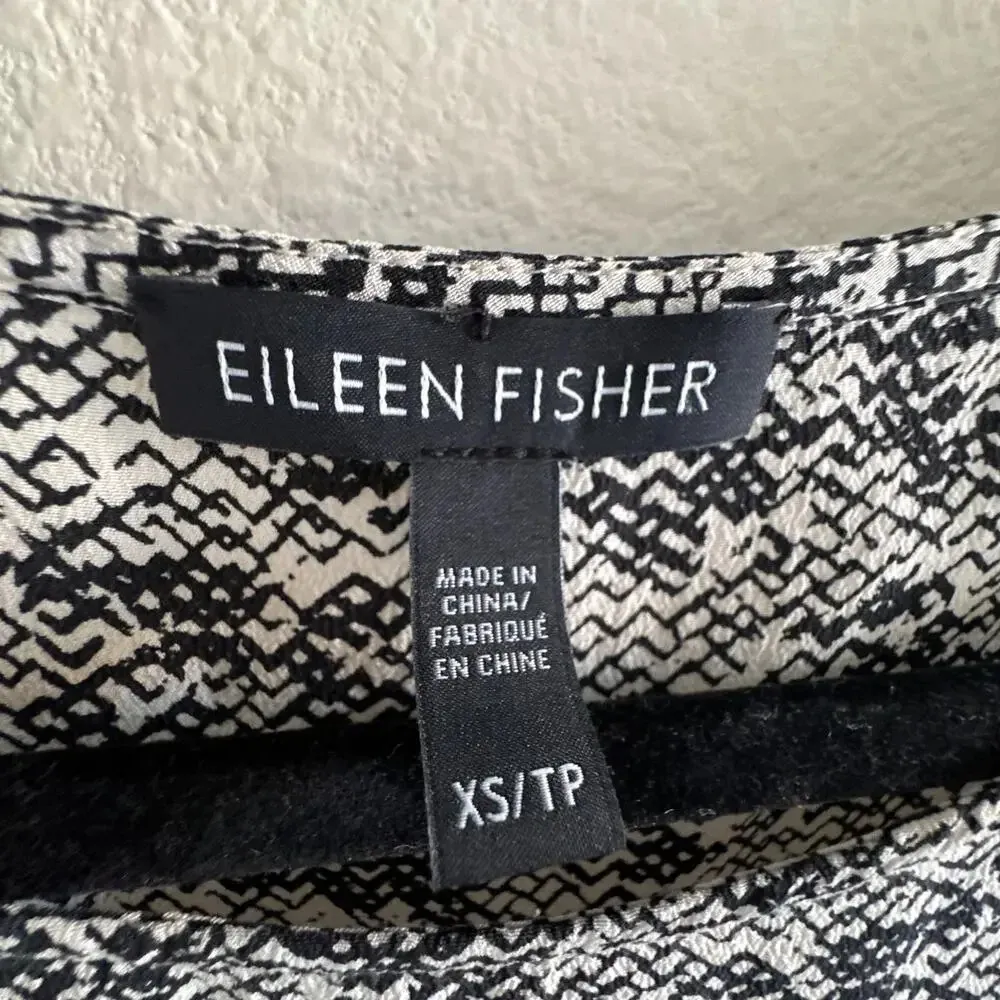 EILEEN FISHER
MADE IN
CHINA/
FABRIQUÉ
EN CHINE
XS/TP